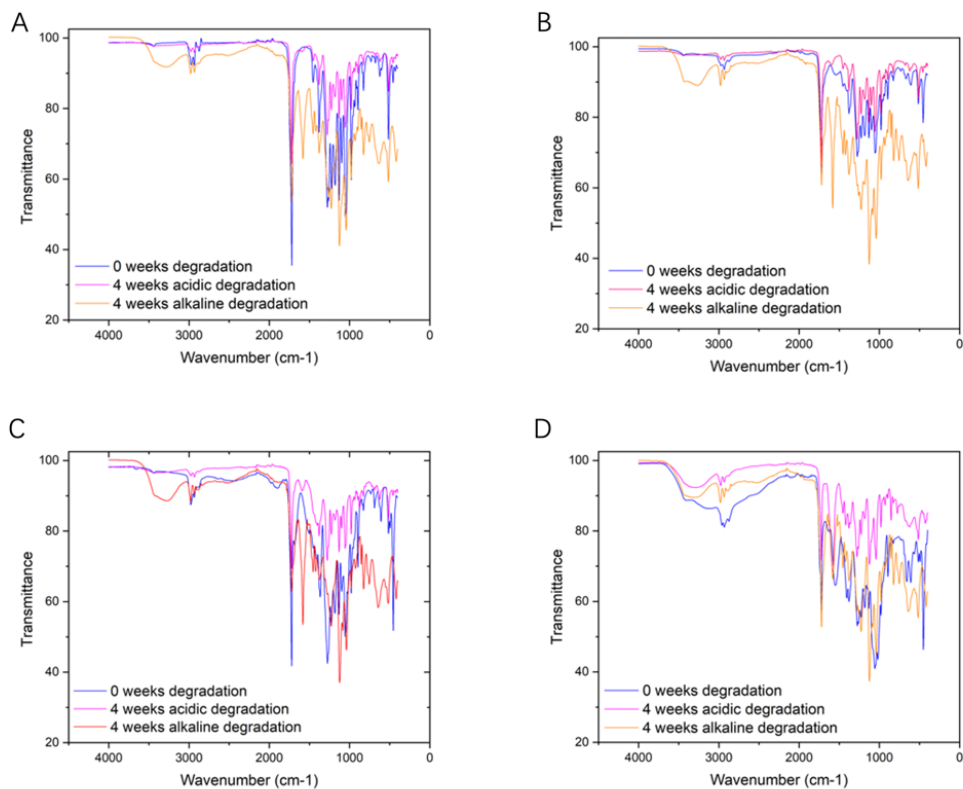 A
100
80
60
40
20
Transmittance
0 weeks degradation
4 weeks acidic degradation
4 weeks alkaline degradation
4000 3000 2000 1000 0
Wavenumber (cm-1)
B
100
80
60
40
20
Transmittance
0 weeks degradation
4 weeks acidic degradation
4 weeks alkaline degradation
4000 3000 2000 1000 0
Wavenumber (cm-1)
C
100
80
60
40
20
Transmittance
0 weeks degradation
4 weeks acidic degradation
4 weeks alkaline degradation
4000 3000 2000 1000 0
Wavenumber (cm-1)
D
100
80
60
40
20
Transmittance
0 weeks degradation
4 weeks acidic degradation
4 weeks alkaline degradation
4000 3000 2000 1000 0
Wavenumber (cm-1)